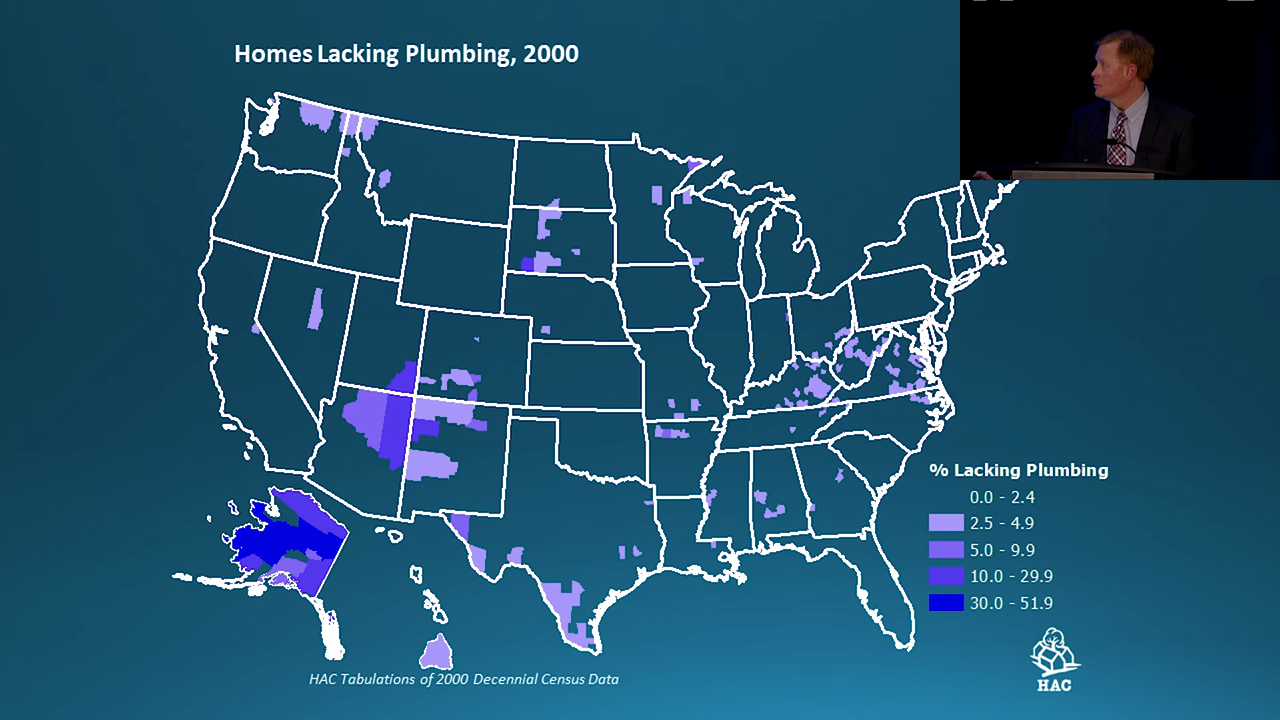 Homes Lacking Plumbing, 2000
% Lacking Plumbing
0.0 - 2.4
2.5 - 4.9
5.0 - 9.9
10.0 - 29.9
30.0 - 51.9
HAC
HAC Tabulations of 2000 Decennial Census Data